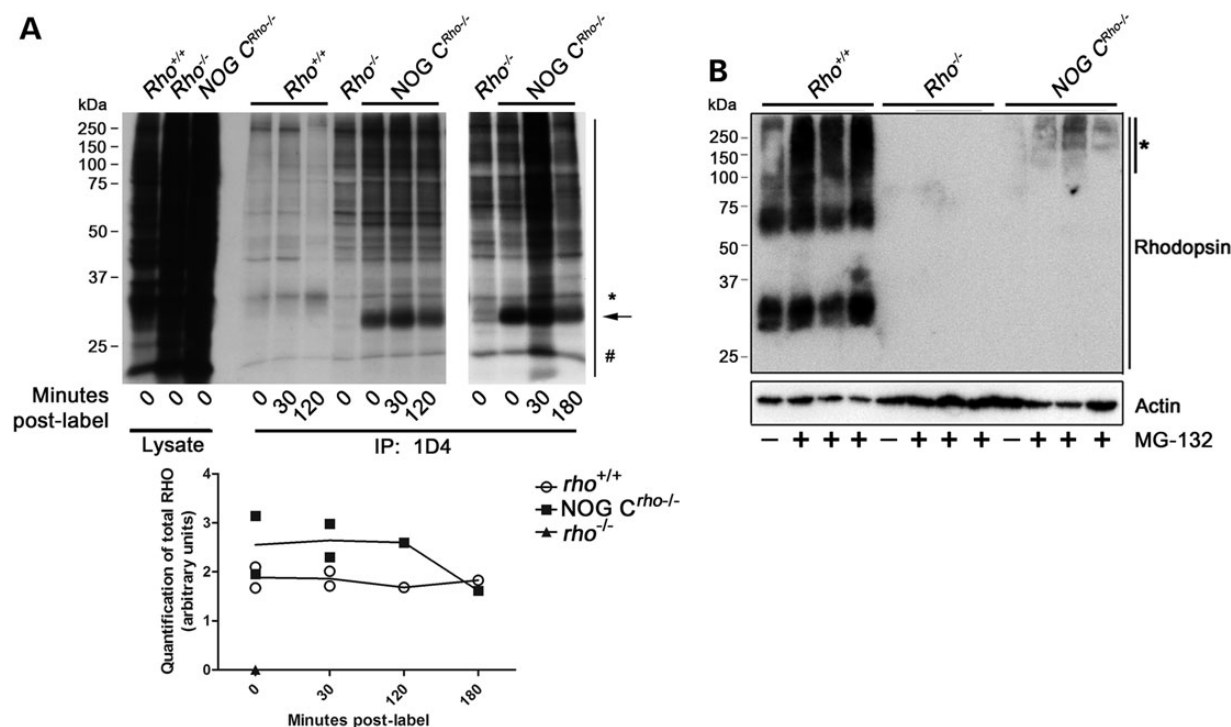 A
Rho+/+ Rho-/- NOG CRho-/- Rho+/+ Rho-/- NOG CRho-/- Rho-/- NOG CRho-/-
kDa
250
150
100
75
50
37
25
*
#
Minutes post-label
0 0 0 0 30 120 0 0 30 120 0 0 30 180
Lysate IP: 1D4
Quantification of total RHO
(arbitrary units)
4
3
2
1
0
0 30 120 180
Minutes post-label
rho+/+
NOG Crho-/-
rho-/-
B
Rho+/+ Rho-/- NOG CRho-/-
kDa
250
150
100
75
50
37
25
*
Rhodopsin
Actin
− + + + − + + + − + + + MG-132